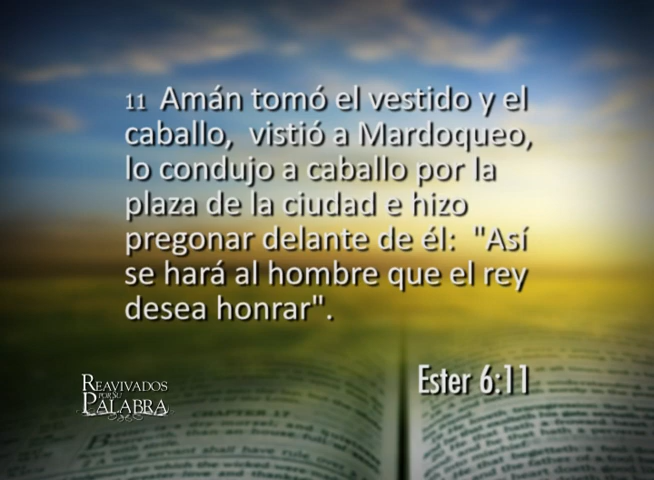 11 Amán tomó el vestido y el
caballo, vistió a Mardoqueo,
lo condujo a caballo por la
plaza de la ciudad e hizo
pregonar delante de él: "Así
se hará al hombre que el rey
desea honrar".
Ester 6:11
REAVIVADOS
POR SU
PALABRA